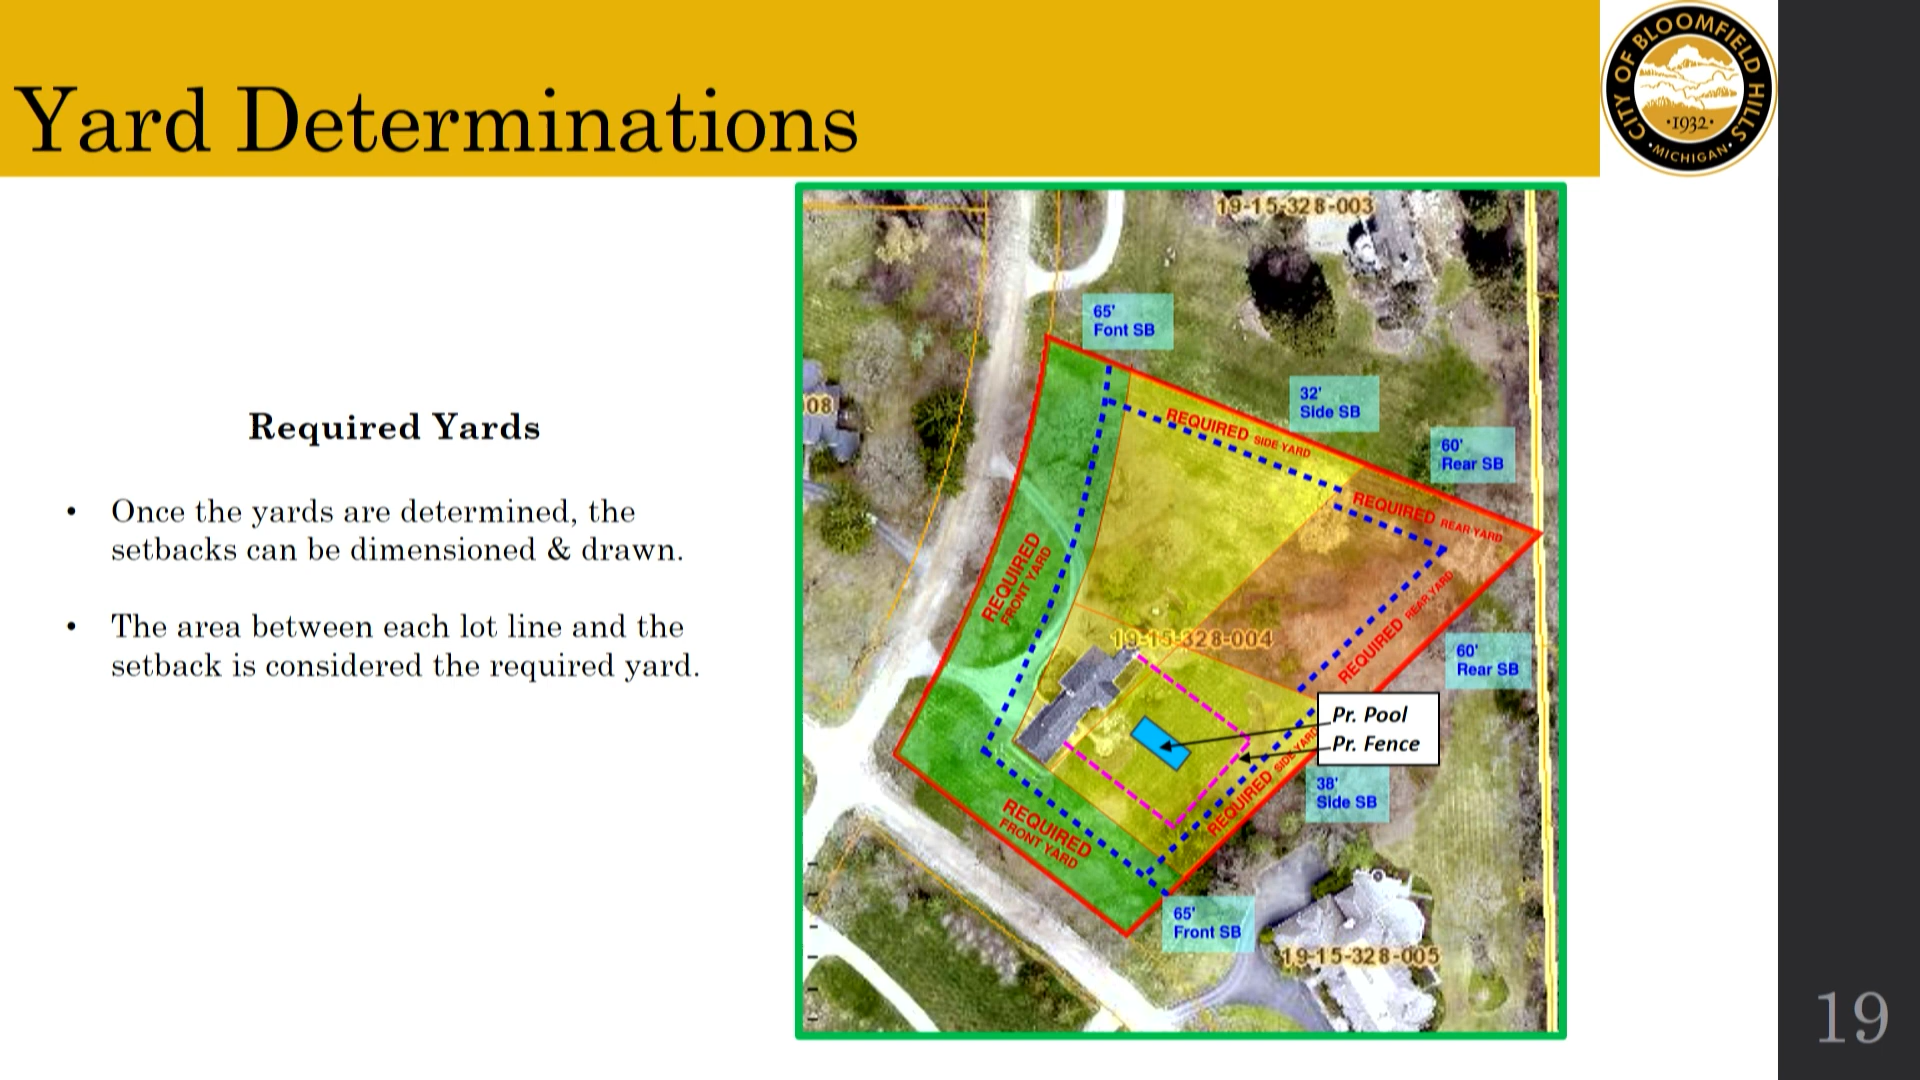 Yard Determinations
CITY OF BLOOMFIELD HILLS
•1932•
•MICHIGAN•
Required Yards
• Once the yards are determined, the
setbacks can be dimensioned & drawn.
• The area between each lot line and the
setback is considered the required yard.
19-15-328-003
65'
Font SB
32'
Side SB
08
REQUIRED SIDE YARD
60'
Rear SB
REQUIRED REAR YARD
REQUIRED
FRONT YARD
REQUIRED REAR YARD
19-15-328-004
60'
Rear SB
Pr. Pool
Pr. Fence
REQUIRED SIDE YARD
38'
Side SB
REQUIRED
FRONT YARD
65'
Front SB
19-15-328-005
19